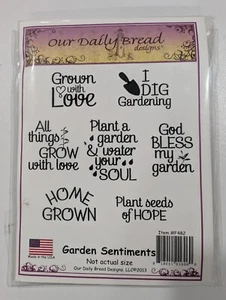 Our Daily Bread
designs
Grown
with
Love
I
DIG
Gardening
All
things
GROW
with love
Plant a
garden
& water
your
SOUL
God
BLESS
my
garden
HOME
GROWN
Plant seeds
of HOPE
Made in the USA
Garden Sentiments
Not actual size
Our Daily Bread Designs, LLC©2013
Item #F482